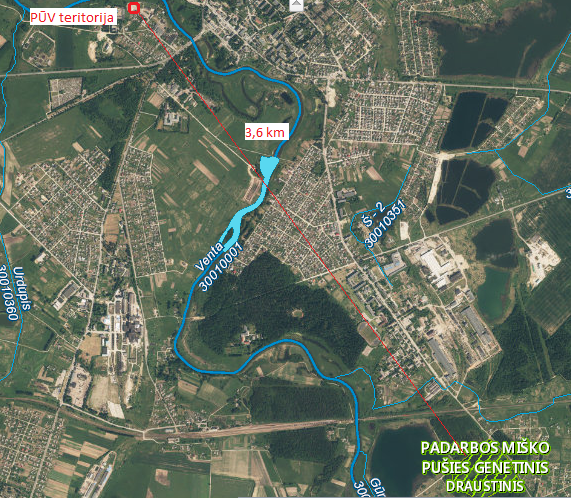 PŪV teritorija
3,6 km
Š - 2
30010351
Venta
30010001
Urdupis
30010360
PADARBOS MIŠKO
PUŠIES GENETINIS
DRAUSTINIS